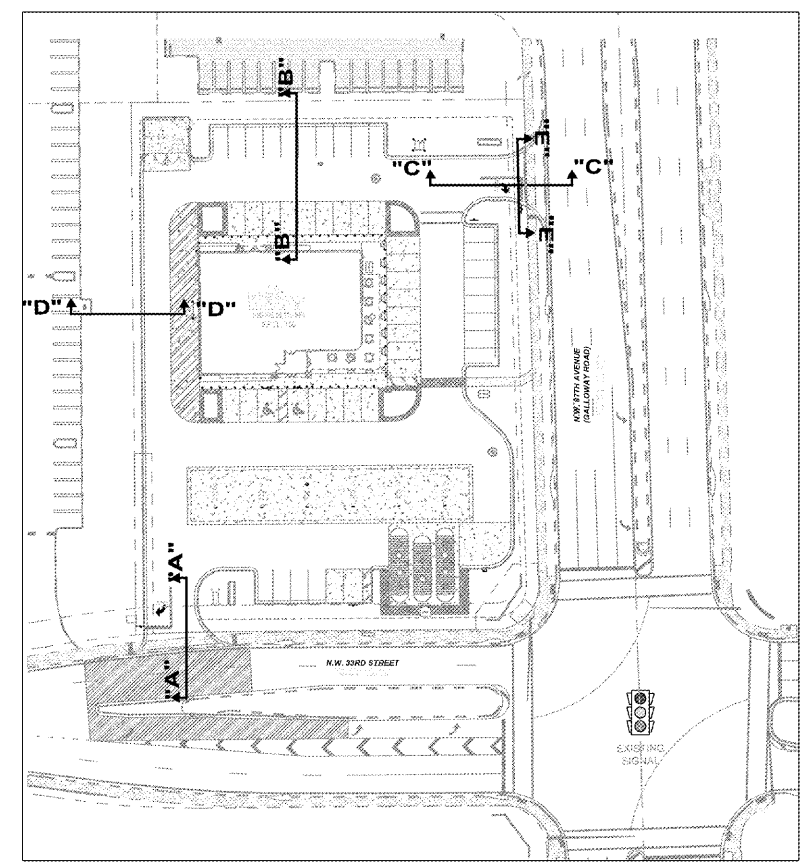 "B"
"E"
"C"
"C"
"B"
"E"
"D"
"D"
N.W. 87TH AVENUE
(GALLOWAY ROAD)
"A"
N.W. 33RD STREET
"A"
EXISTING
SIGNAL